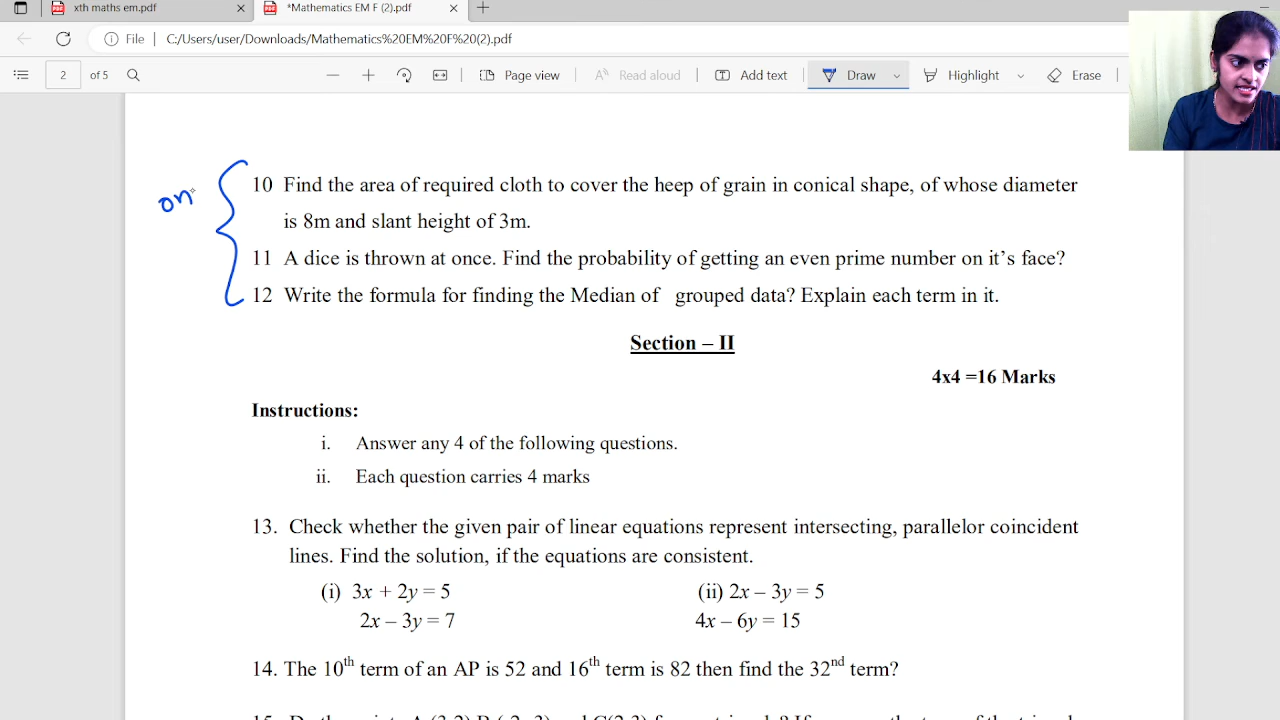 xth maths em.pdf
*Mathematics EM F (2).pdf
File C:/Users/user/Downloads/Mathematics%20EM%20F%20(2).pdf
2 of 5 Page view Read aloud Add text Draw Highlight Erase
on
10 Find the area of required cloth to cover the heep of grain in conical shape, of whose diameter
is 8m and slant height of 3m.
11 A dice is thrown at once. Find the probability of getting an even prime number on it's face?
12 Write the formula for finding the Median of grouped data? Explain each term in it.
Section – II
4x4 =16 Marks
Instructions:
i. Answer any 4 of the following questions.
ii. Each question carries 4 marks
13. Check whether the given pair of linear equations represent intersecting, parallelor coincident
lines. Find the solution, if the equations are consistent.
(i) 3x + 2y = 5 (ii) 2x – 3y = 5
2x – 3y = 7 4x – 6y = 15
14. The 10th term of an AP is 52 and 16th term is 82 then find the 32nd term?